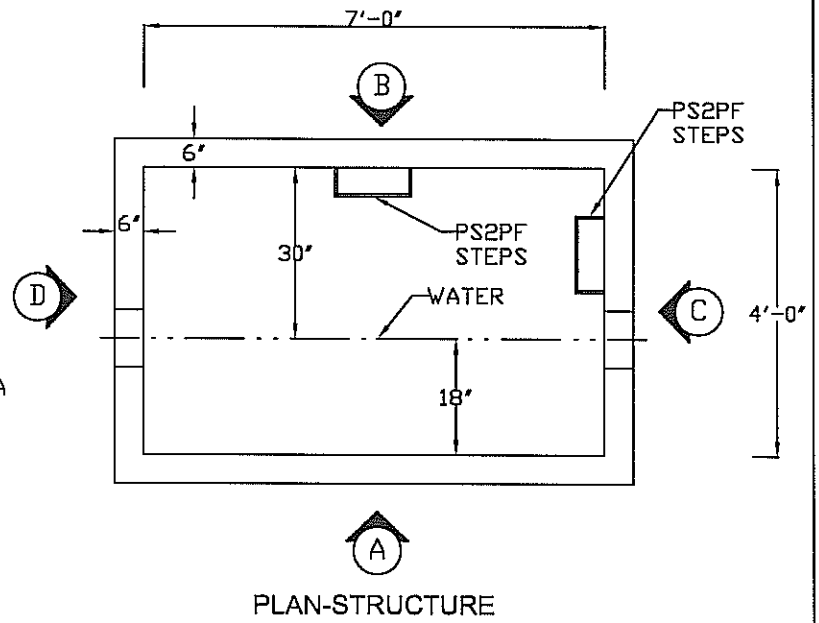 7'-0"
B
PS2PF
STEPS
6"
6"
PS2PF
STEPS
30"
D
WATER
C
4'-0"
A
18"
A
PLAN-STRUCTURE